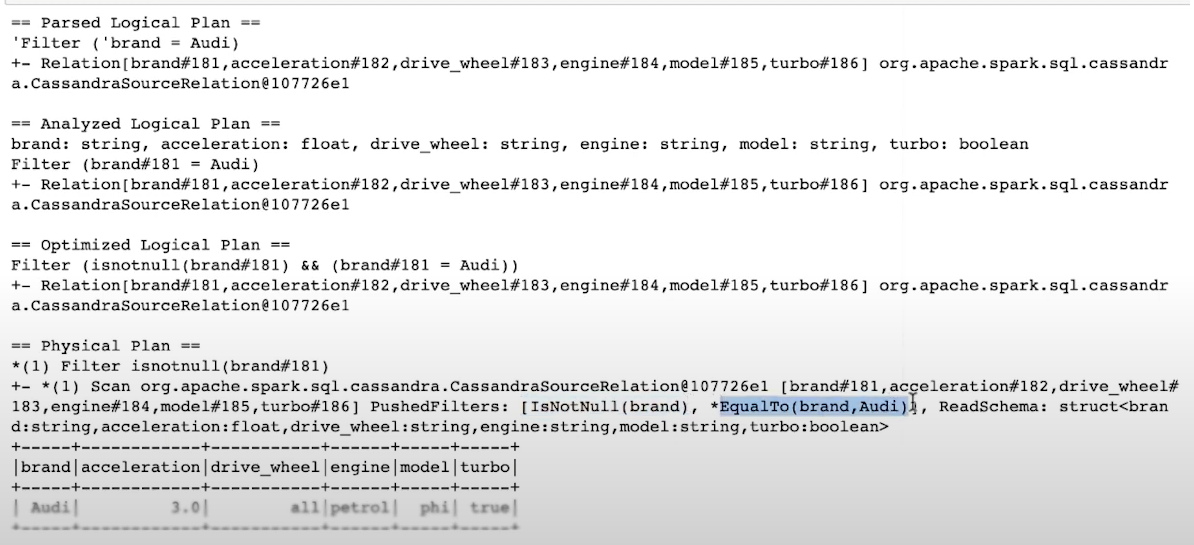 == Parsed Logical Plan ==
'Filter ('brand = Audi)
+- Relation[brand#181,acceleration#182,drive_wheel#183,engine#184,model#185,turbo#186] org.apache.spark.sql.cassandr
a.CassandraSourceRelation@107726e1
== Analyzed Logical Plan ==
brand: string, acceleration: float, drive_wheel: string, engine: string, model: string, turbo: boolean
Filter (brand#181 = Audi)
+- Relation[brand#181,acceleration#182,drive_wheel#183,engine#184,model#185,turbo#186] org.apache.spark.sql.cassandr
a.CassandraSourceRelation@107726e1
== Optimized Logical Plan ==
Filter (isnotnull(brand#181) && (brand#181 = Audi))
+- Relation[brand#181,acceleration#182,drive_wheel#183,engine#184,model#185,turbo#186] org.apache.spark.sql.cassandr
a.CassandraSourceRelation@107726e1
== Physical Plan ==
*(1) Filter isnotnull(brand#181)
+- *(1) Scan org.apache.spark.sql.cassandra.CassandraSourceRelation@107726e1 [brand#181,acceleration#182,drive_wheel#
183,engine#184,model#185,turbo#186] PushedFilters: [IsNotNull(brand), *EqualTo(brand,Audi)], ReadSchema: struct<bran
d:string,acceleration:float,drive_wheel:string,engine:string,model:string,turbo:boolean>
+-----+------------+-----------+------+-----+-----+
|brand|acceleration|drive_wheel|engine|model|turbo|
+-----+------------+-----------+------+-----+-----+
| Audi|         3.0|        all|petrol|  phi| true|
+-----+------------+-----------+------+-----+-----+